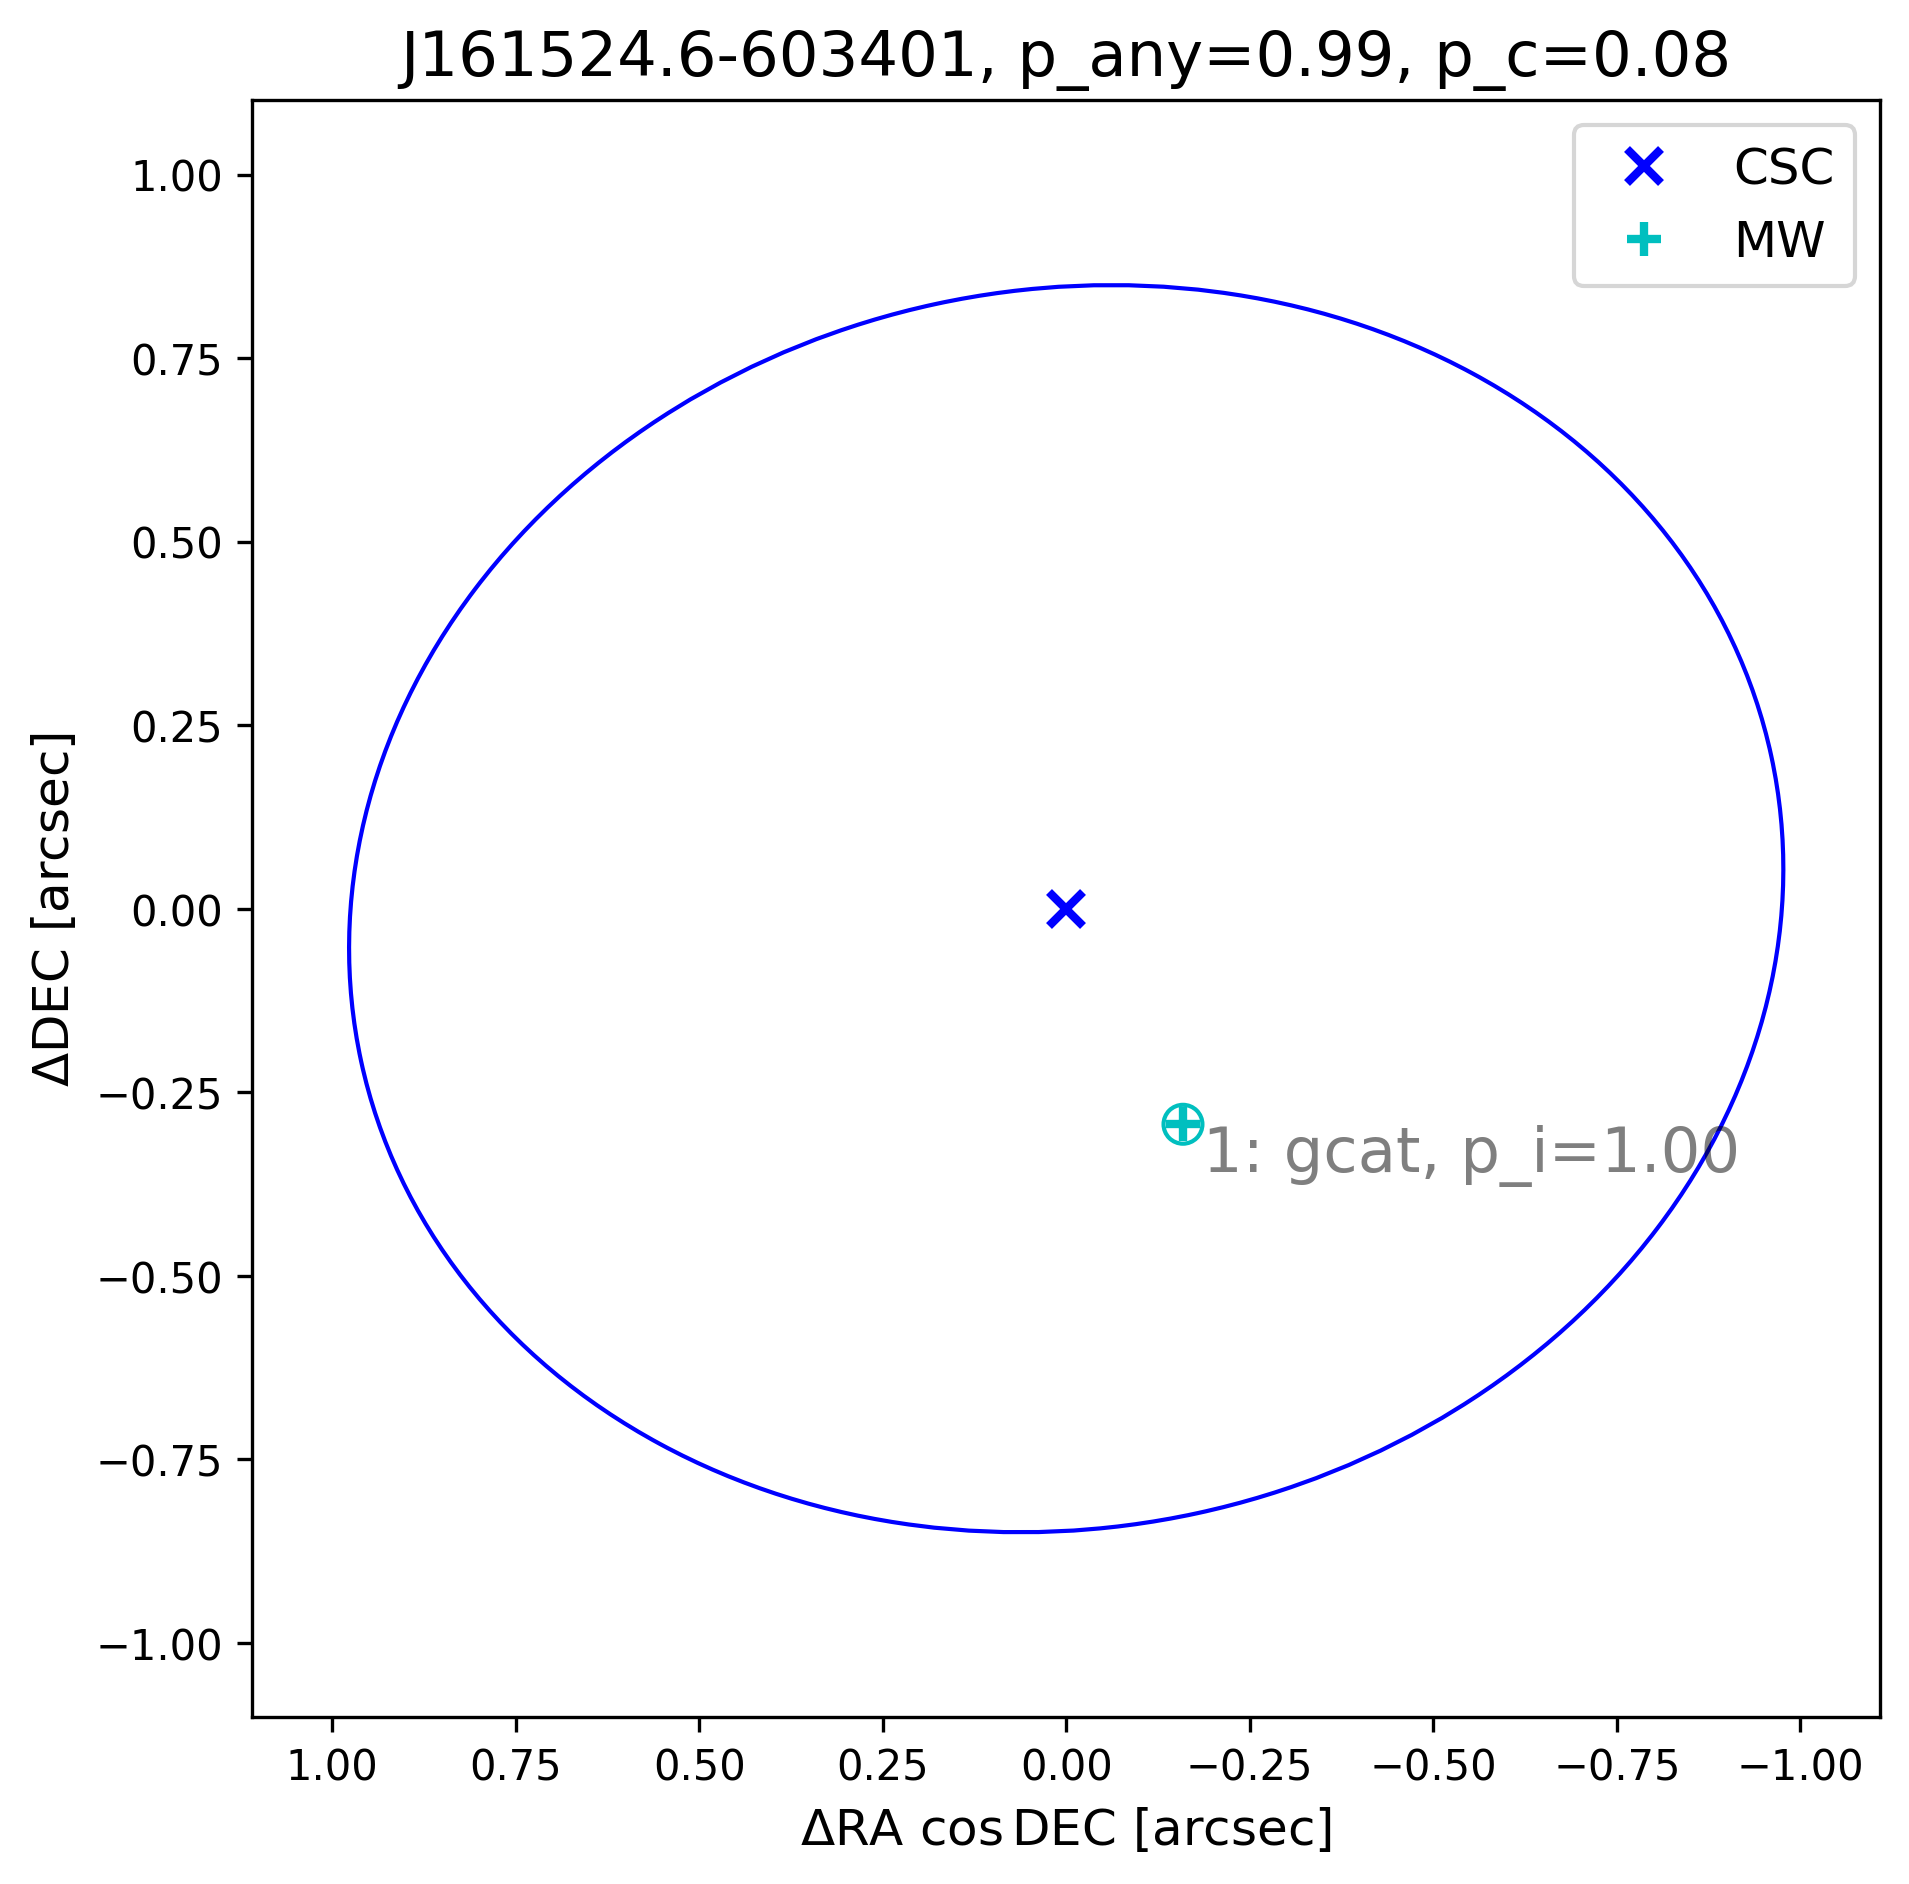 J161524.6-603401, p_any=0.99, p_c=0.08
CSC
MW
1.00
0.75
0.50
0.25
0.00
−0.25
−0.50
−0.75
−1.00
ΔDEC [arcsec]
1: gcat, p_i=1.00
1.00 0.75 0.50 0.25 0.00 −0.25 −0.50 −0.75 −1.00
ΔRA cos DEC [arcsec]